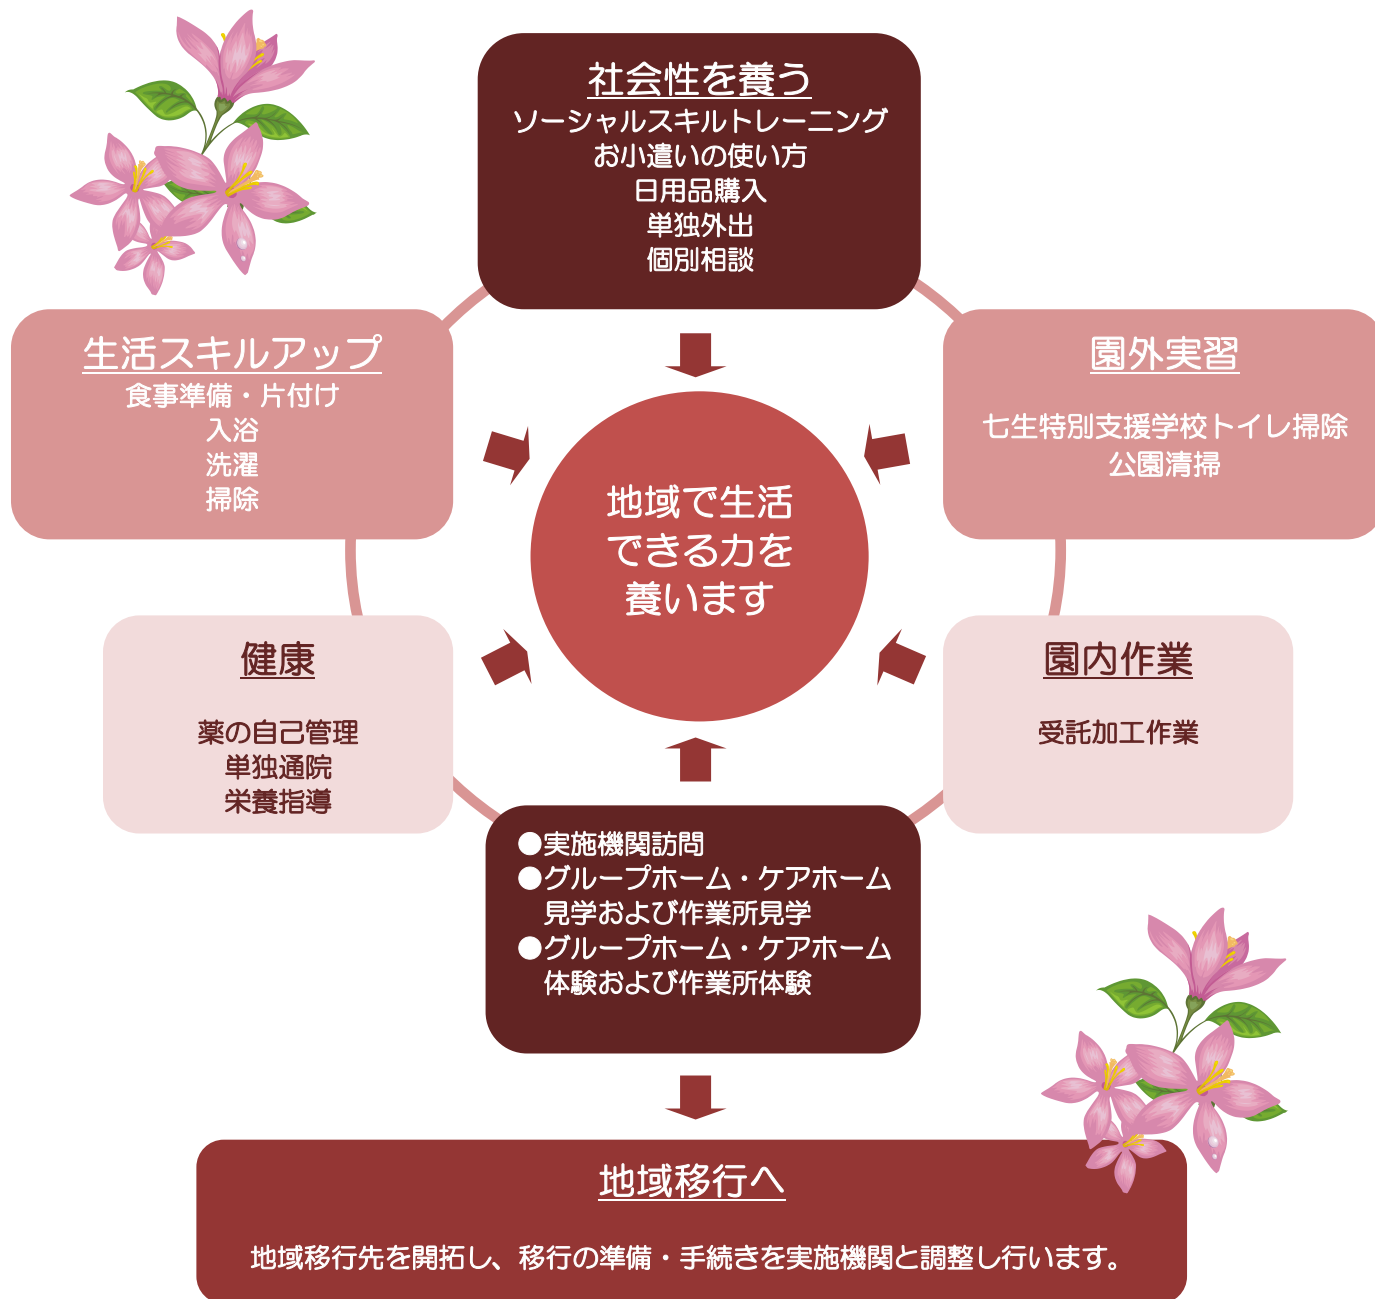 社会性を養う
ソーシャルスキルトレーニング
お小遣いの使い方
日用品購入
単独外出
個別相談
生活スキルアップ
食事準備・片付け
入浴
洗濯
掃除
園外実習
七生特別支援学校トイレ掃除
公園清掃
地域で生活
できる力を
養います
健康
薬の自己管理
単独通院
栄養指導
園内作業
受託加工作業
●実施機関訪問
●グループホーム・ケアホーム
見学および作業所見学
●グループホーム・ケアホーム
体験および作業所体験
地域移行へ
地域移行先を開拓し、移行の準備・手続きを実施機関と調整し行います。